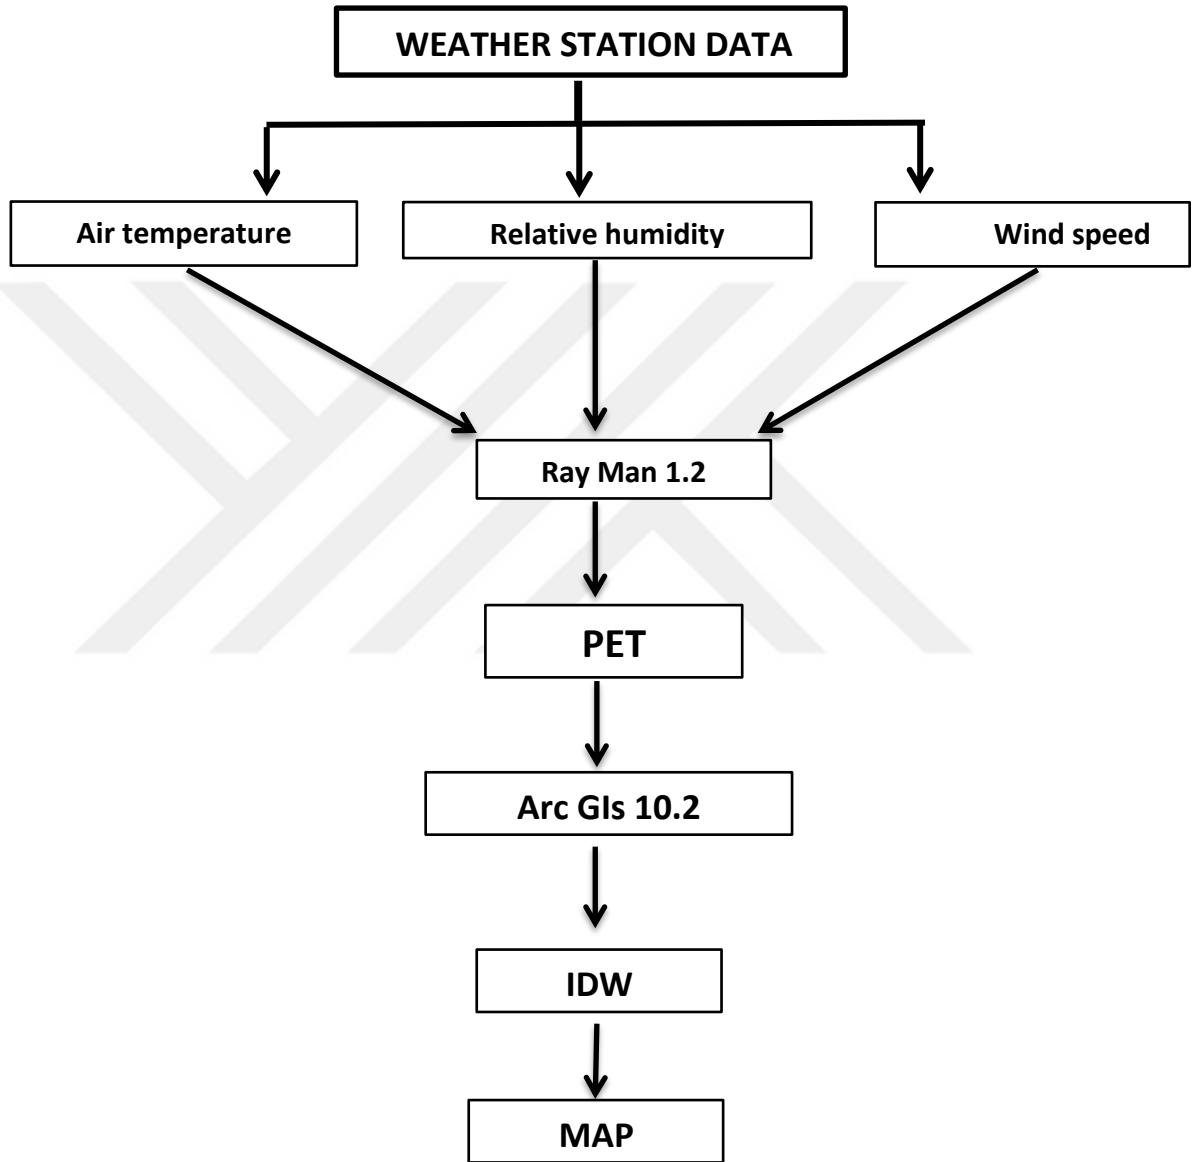 WEATHER STATION DATA
Air temperature
Relative humidity
Wind speed
Ray Man 1.2
PET
Arc GIs 10.2
IDW
MAP